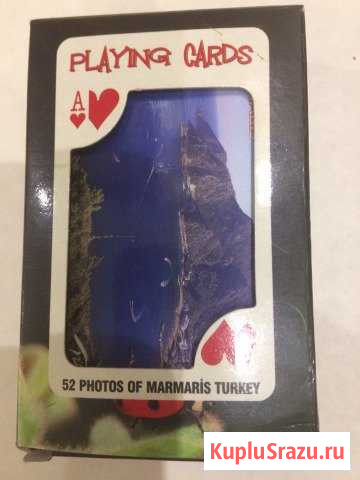 PLAYING CARDS
A
52 PHOTOS OF MARMARİS TURKEY
KupluSrazu.ru